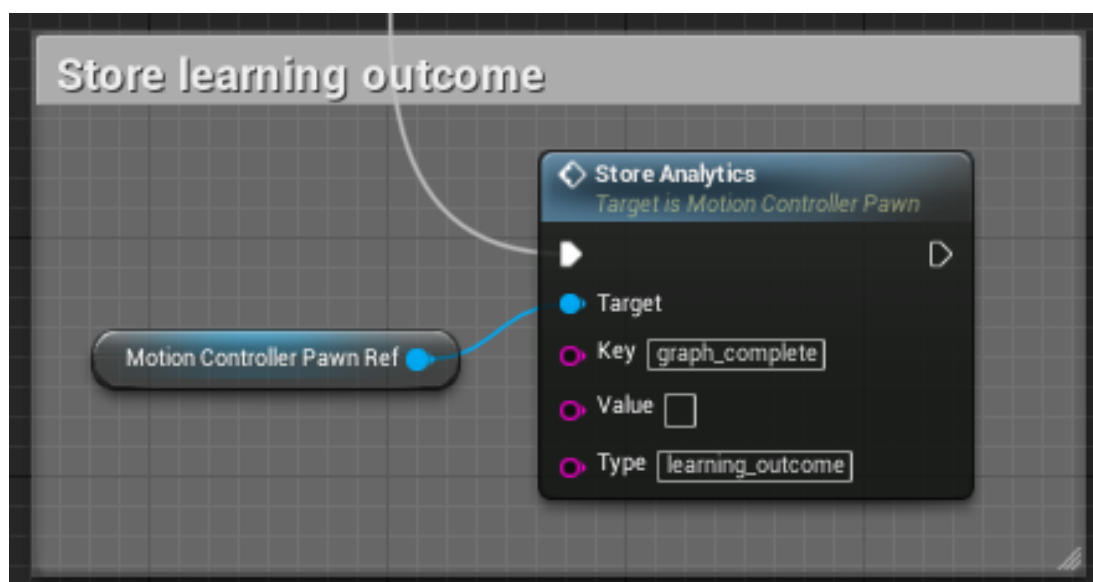 Store learning outcome
Store Analytics
Target is Motion Controller Pawn
Target
Motion Controller Pawn Ref
Key graph_complete
Value
Type learning_outcome